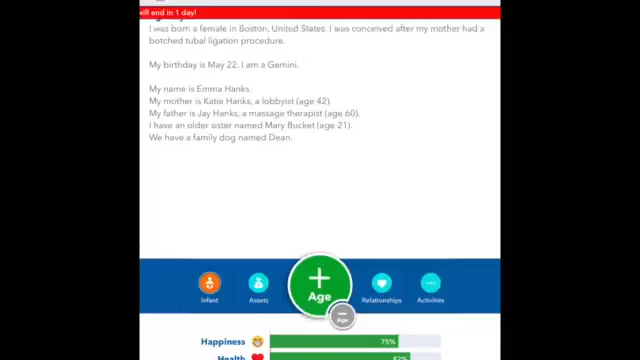 will end in 1 day!
I was born a female in Boston, United States. I was conceived after my mother had a
botched tubal ligation procedure.
My birthday is May 22. I am a Gemini.
My name is Emma Hanks.
My mother is Katie Hanks, a lobbyist (age 42).
My father is Jay Hanks, a massage therapist (age 60).
I have an older sister named Mary Bucket (age 21).
We have a family dog named Dean.
Age
Infant
Assets
Relationships
Activities
Age
Happiness
75%
Health
82%